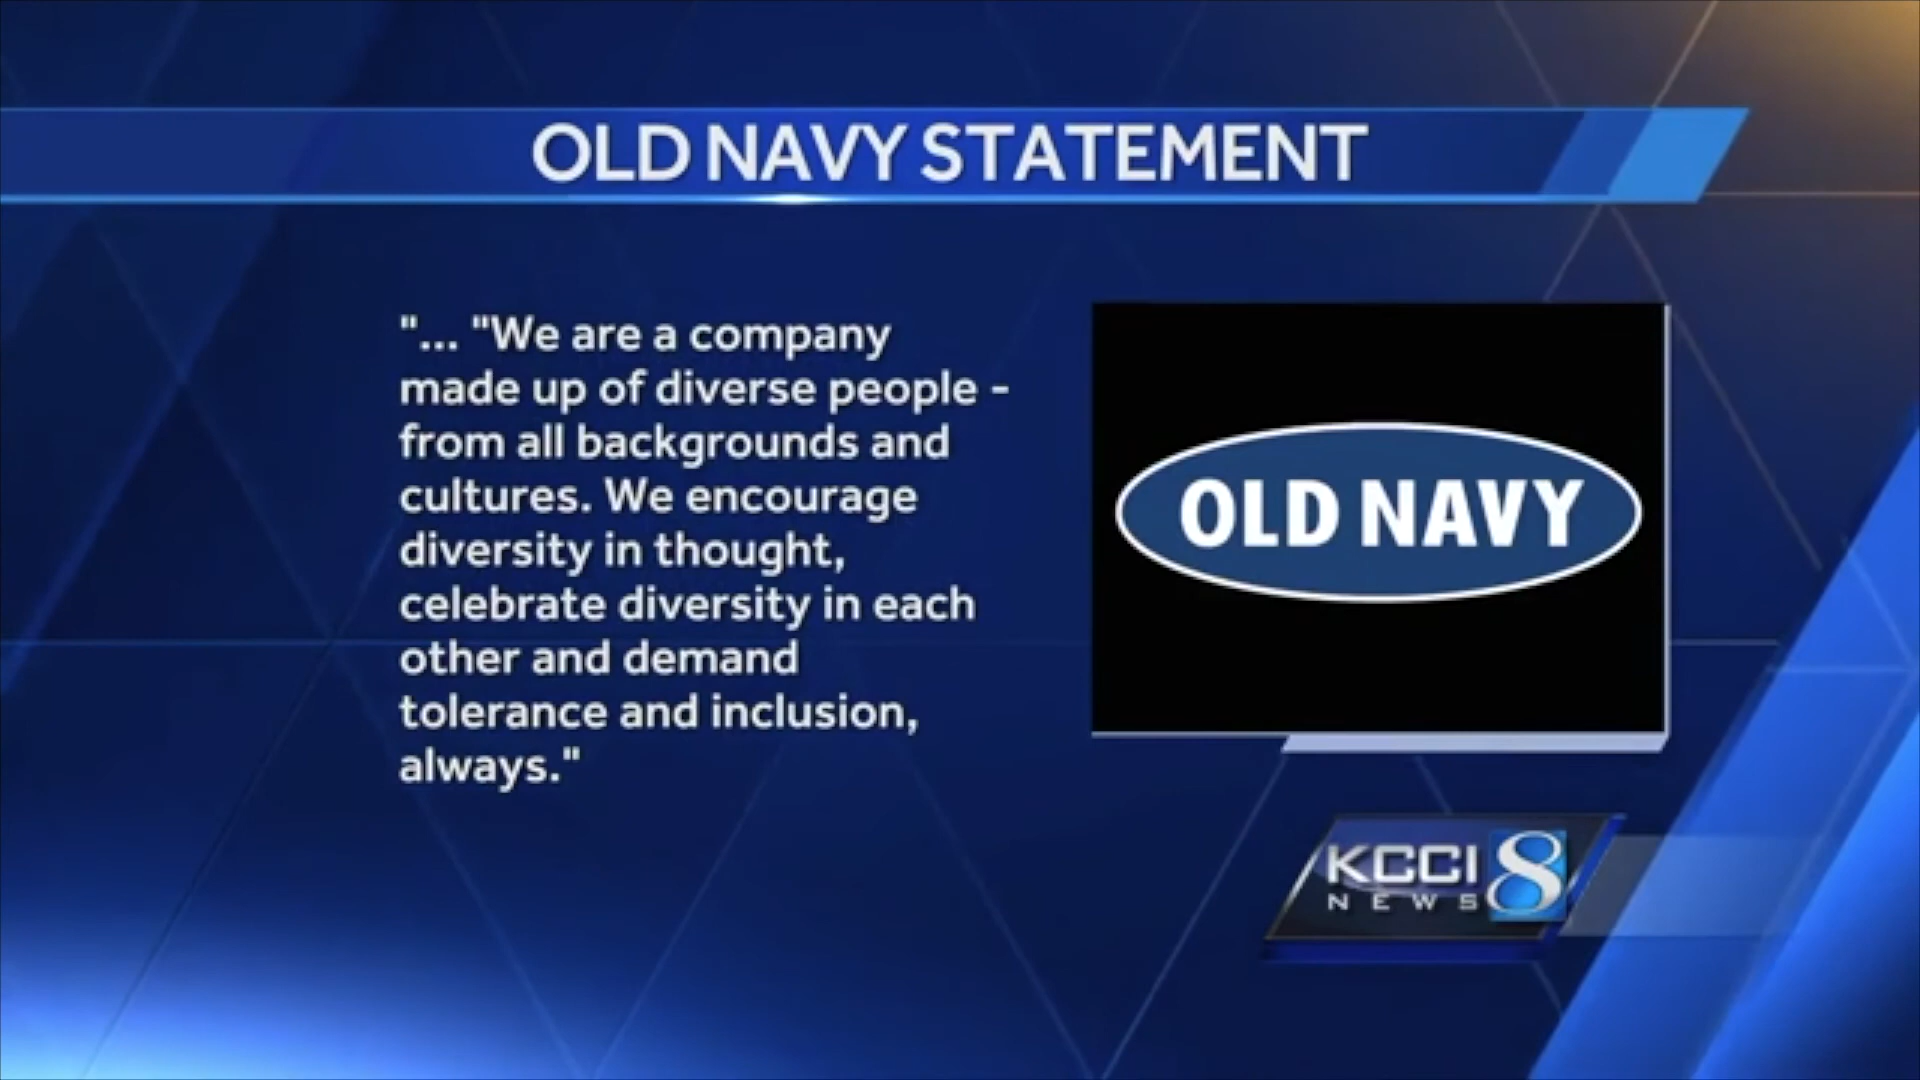 OLD NAVY STATEMENT
"... "We are a company
made up of diverse people -
from all backgrounds and
cultures. We encourage
diversity in thought,
celebrate diversity in each
other and demand
tolerance and inclusion,
always."
OLD NAVY
KCCI 8
NEWS